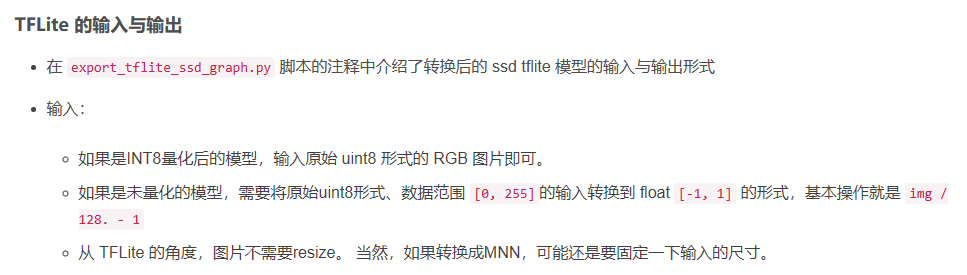 TFLite 的输入与输出
在 export_tflite_ssd_graph.py 脚本的注释中介绍了转换后的 ssd tflite 模型的输入与输出形式
输入：
如果是INT8量化后的模型，输入原始 uint8 形式的 RGB 图片即可。
如果是未量化的模型，需要将原始uint8形式、数据范围 [0, 255] 的输入转换到 float [-1, 1] 的形式，基本操作就是 img /
128. - 1
从 TFLite 的角度，图片不需要resize。 当然，如果转换成MNN，可能还是要固定一下输入的尺寸。